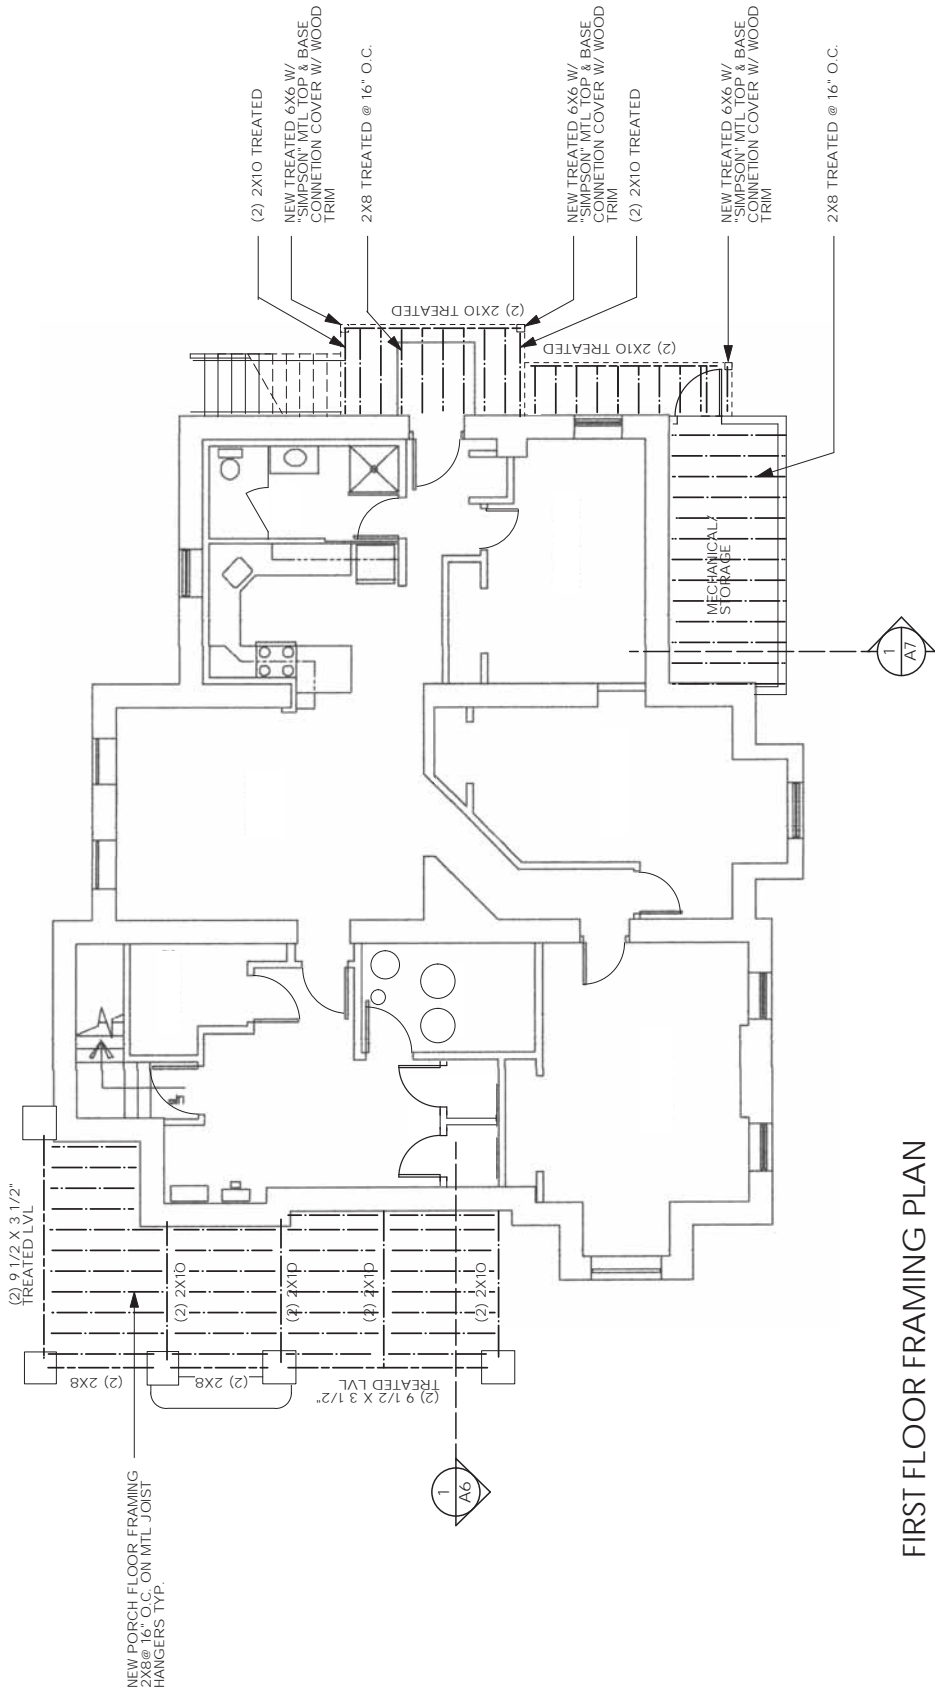 (2) 2X10 TREATED
NEW TREATED 6X6 W/
"SIMPSON" MTL TOP & BASE
CONNETION COVER W/ WOOD
TRIM
2X8 TREATED @ 16" O.C.
NEW TREATED 6X6 W/
"SIMPSON" MTL TOP & BASE
CONNETION COVER W/ WOOD
TRIM
(2) 2X10 TREATED
NEW TREATED 6X6 W/
"SIMPSON" MTL TOP & BASE
CONNETION COVER W/ WOOD
TRIM
2X8 TREATED @ 16" O.C.
(2) 2X10 TREATED
(2) 2X10 TREATED
MECHANICAL/
STORAGE
1
A7
(2) 9 1/2 X 3 1/2"
TREATED LVL
(2) 2X10
(2) 2X10
(2) 2X10
(2) 2X10
(2) 2X8
(2) 2X8
(2) 9 1/2 X 3 1/2"
TREATED LVL
1
A6
NEW PORCH FLOOR FRAMING
2X8@ 16" O.C. ON MTL JOIST
HANGERS TYP.
FIRST FLOOR FRAMING PLAN